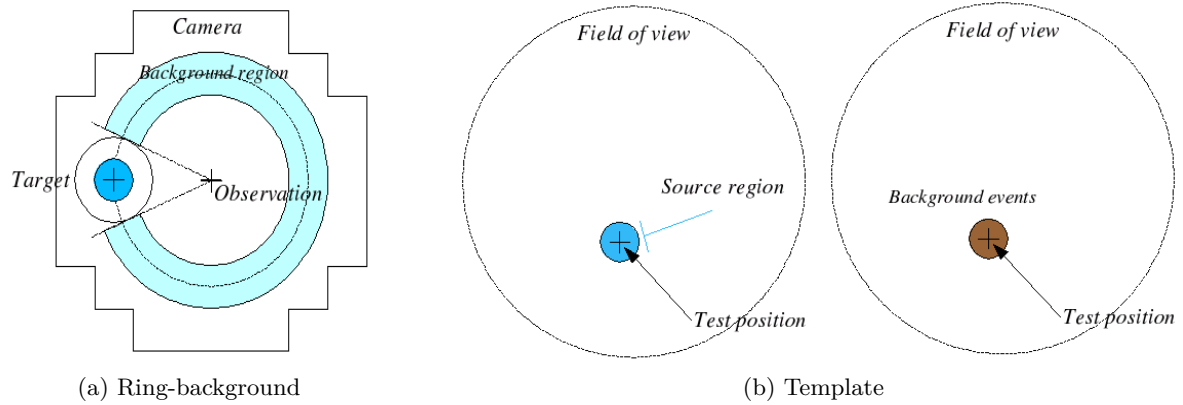 Camera
Background region
Target
Observation
(a) Ring-background
Field of view
Source region
Test position
Field of view
Background events
Test position
(b) Template